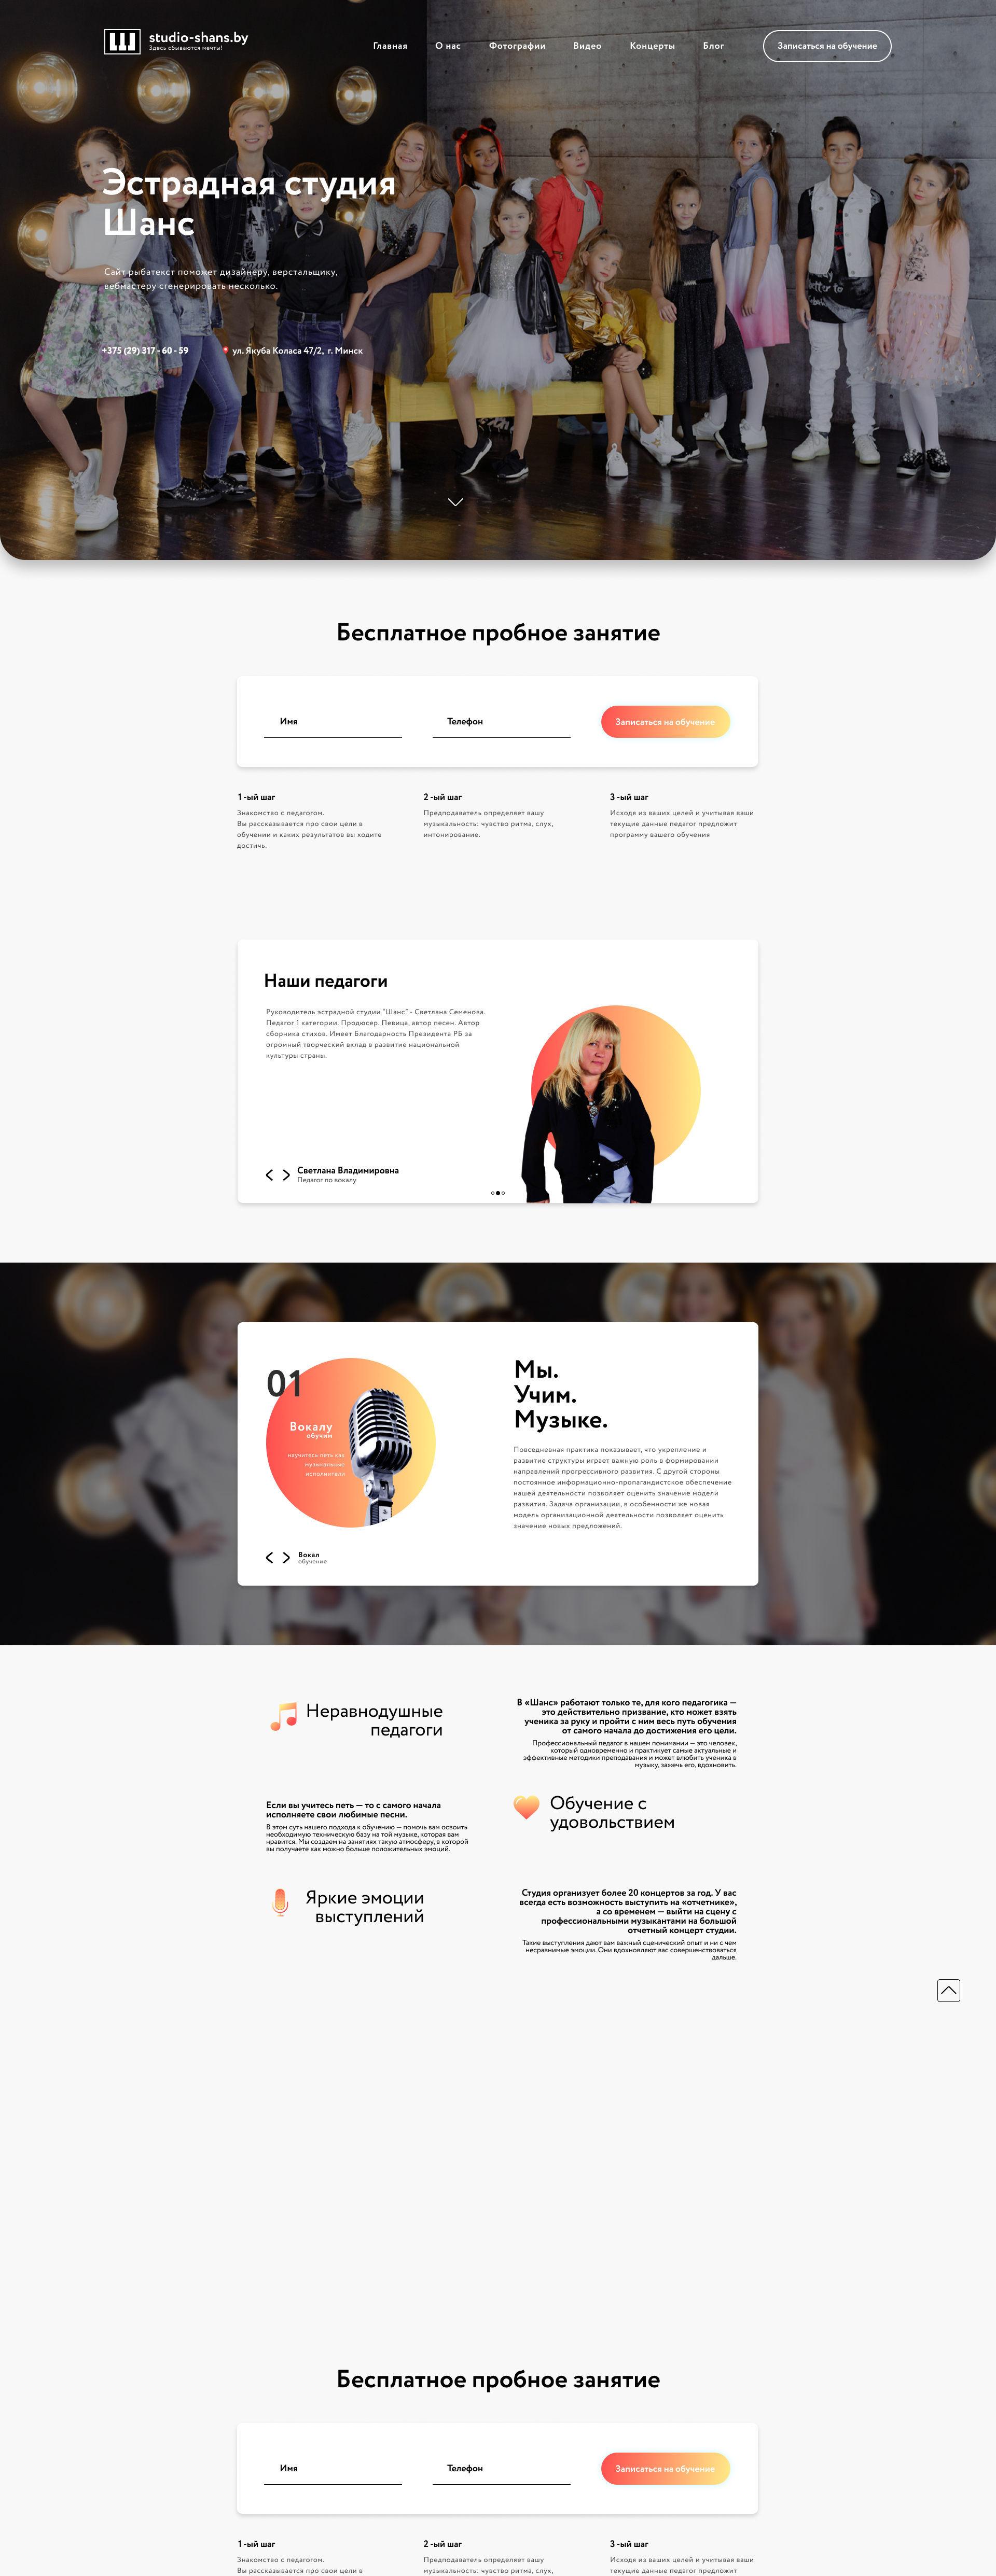 studio-shans.by
Здесь сбываются мечты!
Главная
О нас
Фотографии
Видео
Концерты
Блог
Записаться на обучение
Эстрадная студия
Шанс
Сайт рыбатекст поможет дизайнеру, верстальщику,
вебмастеру сгенерировать несколько.
+375 (29) 317 - 60 - 59
ул. Якуба Коласа 47/2, г. Минск
Бесплатное пробное занятие
Имя
Телефон
Записаться на обучение
1 -ый шаг
Знакомство с педагогом.
Вы рассказывается про свои цели в
обучении и каких результатов вы ходите
достичь.
2 -ый шаг
Предподаватель определяет вашу
музыкальность: чувство ритма, слух,
интонирование.
3 -ый шаг
Исходя из ваших целей и учитывая ваши
текущие данные педагог предложит
программу вашего обучения
Наши педагоги
Руководитель эстрадной студии "Шанс" - Светлана Семенова.
Педагог 1 категории. Продюсер. Певица, автор песен. Автор
сборника стихов. Имеет Благодарность Президента РБ за
огромный творческий вклад в развитие национальной
культуры страны.
Светлана Владимировна
Педагог по вокалу
01
Вокалу
обучим
научитесь петь как
музыкальные
исполнители
Вокал
обучение
Мы.
Учим.
Музыке.
Повседневная практика показывает, что укрепление и
развитие структуры играет важную роль в формировании
направлений прогрессивного развития. С другой стороны
постоянное информационно-пропагандистское обеспечение
нашей деятельности позволяет оценить значение модели
развития. Задача организации, в особенности же новая
модель организационной деятельности позволяет оценить
значение новых предложений.
Неравнодушные
педагоги
В «Шанс» работают только те, для кого педагогика —
это действительно призвание, кто может взять
ученика за руку и пройти с ним весь путь обучения
от самого начала до достижения его цели.
Профессиональный педагог в нашем понимании — это человек,
который одновременно и практикует самые актуальные и
эффективные методики преподавания и может влюбить ученика в
музыку, зажечь его, вдохновить.
Если вы учитесь петь — то с самого начала
исполняете свои любимые песни.
В этом суть нашего подхода к обучению — помочь вам освоить
необходимую техническую базу на той музыке, которая вам
нравится. Мы создаем на занятиях такую атмосферу, в которой
вы получаете как можно больше положительных эмоций.
Обучение с
удовольствием
Яркие эмоции
выступлений
Студия организует более 20 концертов за год. У вас
всегда есть возможность выступить на «отчетнике»,
а со временем — выйти на сцену с
профессиональными музыкантами на большой
отчетный концерт студии.
Такие выступления дают вам важный сценический опыт и ни с чем
несравнимые эмоции. Они вдохновляют вас совершенствоваться
дальше.
Бесплатное пробное занятие
Имя
Телефон
Записаться на обучение
1 -ый шаг
Знакомство с педагогом.
Вы рассказывается про свои цели в
2 -ый шаг
Предподаватель определяет вашу
музыкальность: чувство ритма, слух,
3 -ый шаг
Исходя из ваших целей и учитывая ваши
текущие данные педагог предложит